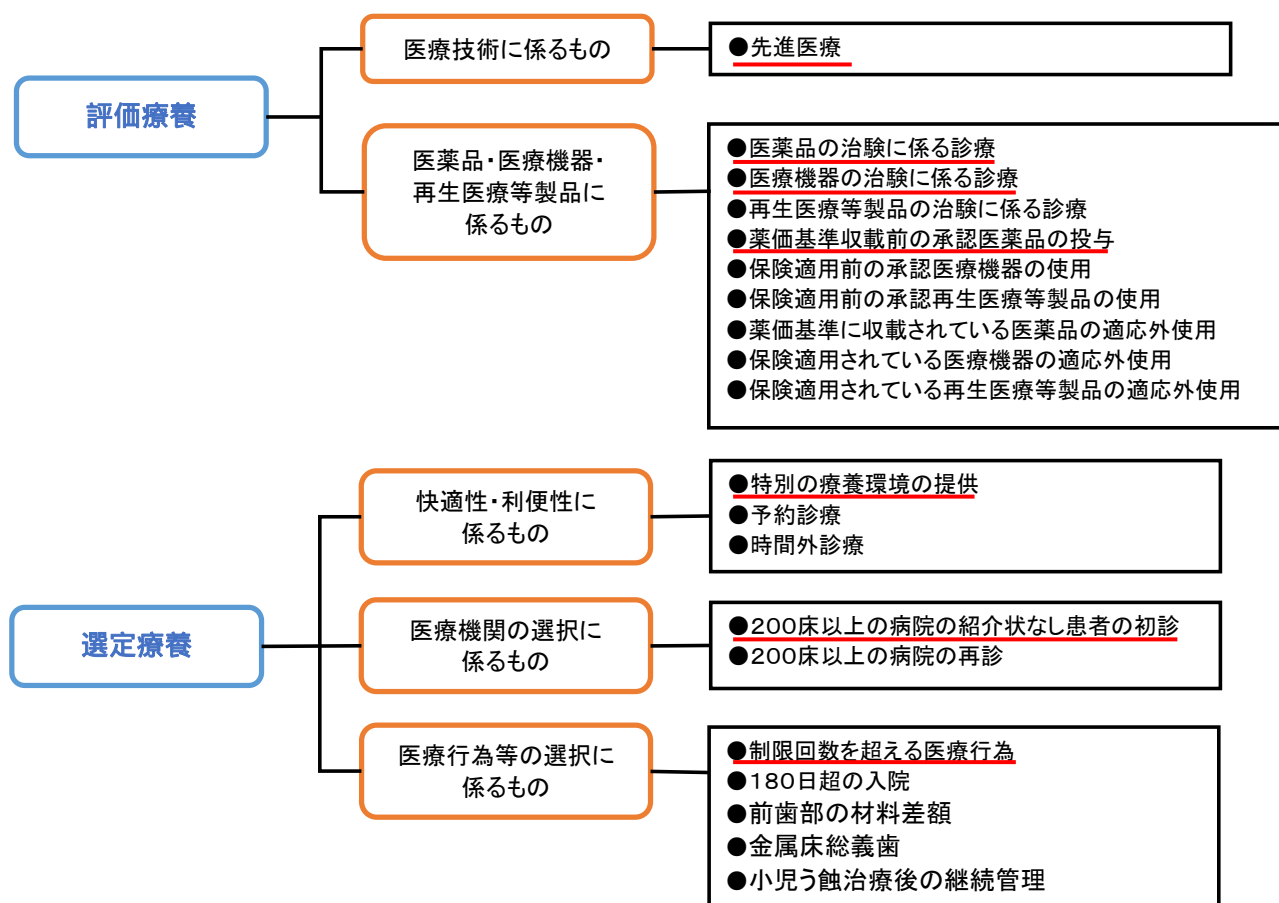 評価療養
医療技術に係るもの
●先進医療
医薬品・医療機器・
再生医療等製品に
係るもの
●医薬品の治験に係る診療
●医療機器の治験に係る診療
●再生医療等製品の治験に係る診療
●薬価基準収載前の承認医薬品の投与
●保険適用前の承認医療機器の使用
●保険適用前の承認再生医療等製品の使用
●薬価基準に収載されている医薬品の適応外使用
●保険適用されている医療機器の適応外使用
●保険適用されている再生医療等製品の適応外使用
選定療養
快適性・利便性に
係るもの
●特別の療養環境の提供
●予約診療
●時間外診療
医療機関の選択に
係るもの
●200床以上の病院の紹介状なし患者の初診
●200床以上の病院の再診
医療行為等の選択に
係るもの
●制限回数を超える医療行為
●180日超の入院
●前歯部の材料差額
●金属床総義歯
●小児う蝕治療後の継続管理